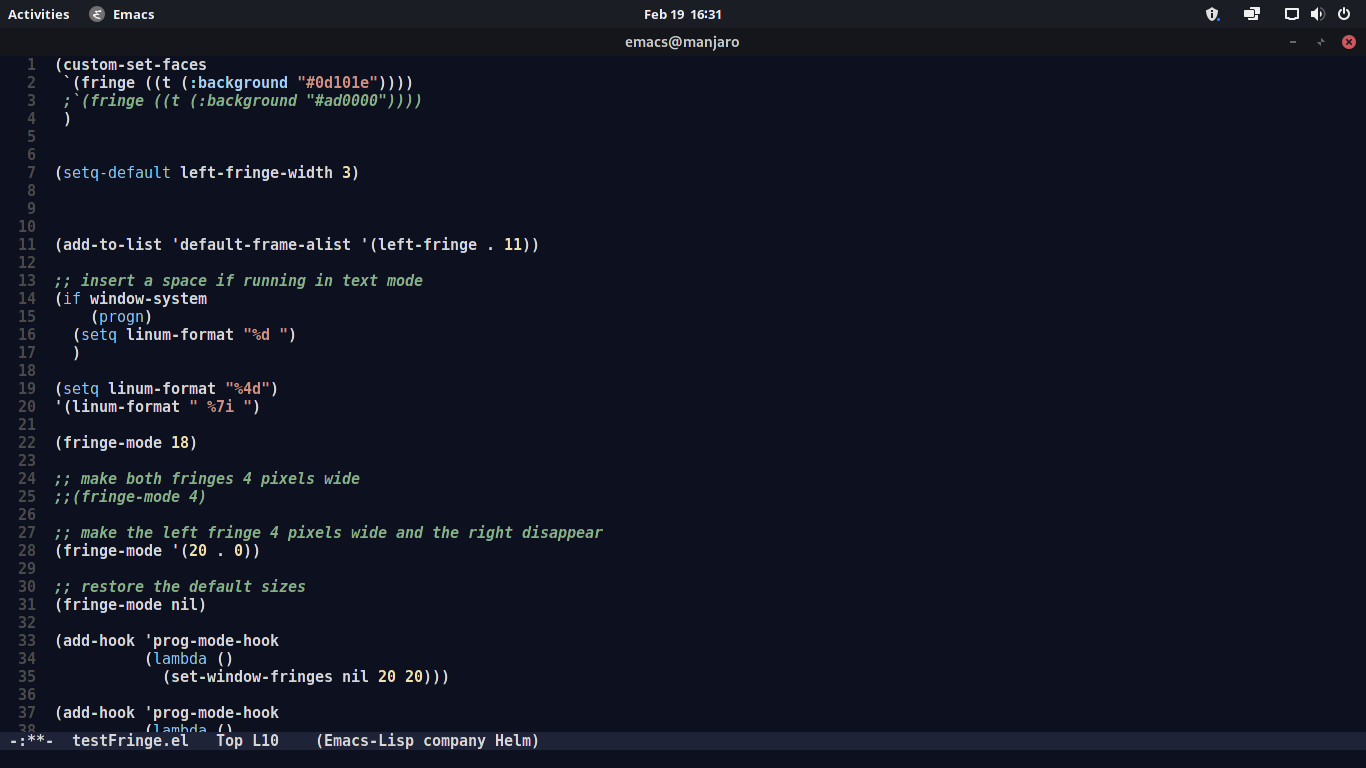 Activities Emacs Feb 19 16:31
emacs@manjaro
1 (custom-set-faces
2 `(fringe ((t (:background "#0d101e"))))
3 ;`(fringe ((t (:background "#ad0000"))))
4 )
5
6
7 (setq-default left-fringe-width 3)
8
9
10
11 (add-to-list 'default-frame-alist '(left-fringe . 11))
12
13 ;; insert a space if running in text mode
14 (if window-system
15 (progn)
16 (setq linum-format "%d ")
17 )
18
19 (setq linum-format "%4d")
20 '(linum-format " %7i ")
21
22 (fringe-mode 18)
23
24 ;; make both fringes 4 pixels wide
25 ;;(fringe-mode 4)
26
27 ;; make the left fringe 4 pixels wide and the right disappear
28 (fringe-mode '(20 . 0))
29
30 ;; restore the default sizes
31 (fringe-mode nil)
32
33 (add-hook 'prog-mode-hook
34 (lambda ()
35 (set-window-fringes nil 20 20)))
36
37 (add-hook 'prog-mode-hook
38 (lambda ()
-:**- testFringe.el Top L10 (Emacs-Lisp company Helm)